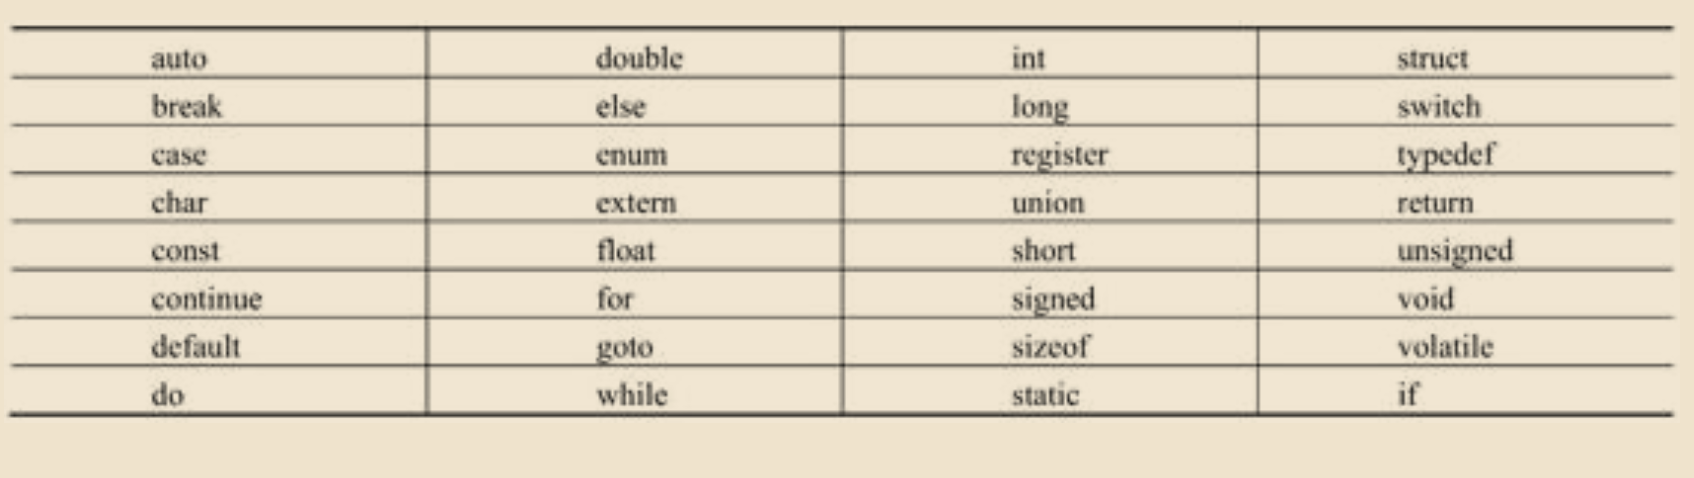 auto double int struct
break else long switch
case enum register typedef
char extern union return
const float short unsigned
continue for signed void
default goto sizeof volatile
do while static if